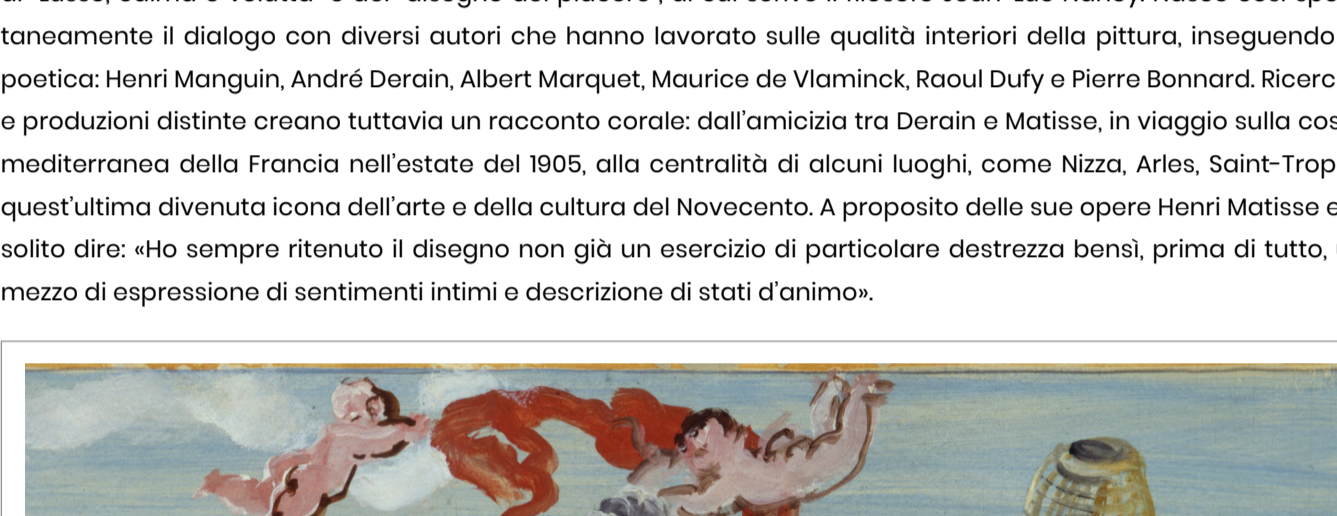 taneamente il dialogo con diversi autori che hanno lavorato sulle qualità interiori della pittura, inseguendo
poetica: Henri Manguin, André Derain, Albert Marquet, Maurice de Vlaminck, Raoul Dufy e Pierre Bonnard. Ricerc
e produzioni distinte creano tuttavia un racconto corale: dall’amicizia tra Derain e Matisse, in viaggio sulla cos
mediterranea della Francia nell’estate del 1905, alla centralità di alcuni luoghi, come Nizza, Arles, Saint-Trop
quest’ultima divenuta icona dell’arte e della cultura del Novecento. A proposito delle sue opere Henri Matisse e
solito dire: «Ho sempre ritenuto il disegno non già un esercizio di particolare destrezza bensì, prima di tutto,
mezzo di espressione di sentimenti intimi e descrizione di stati d’animo».